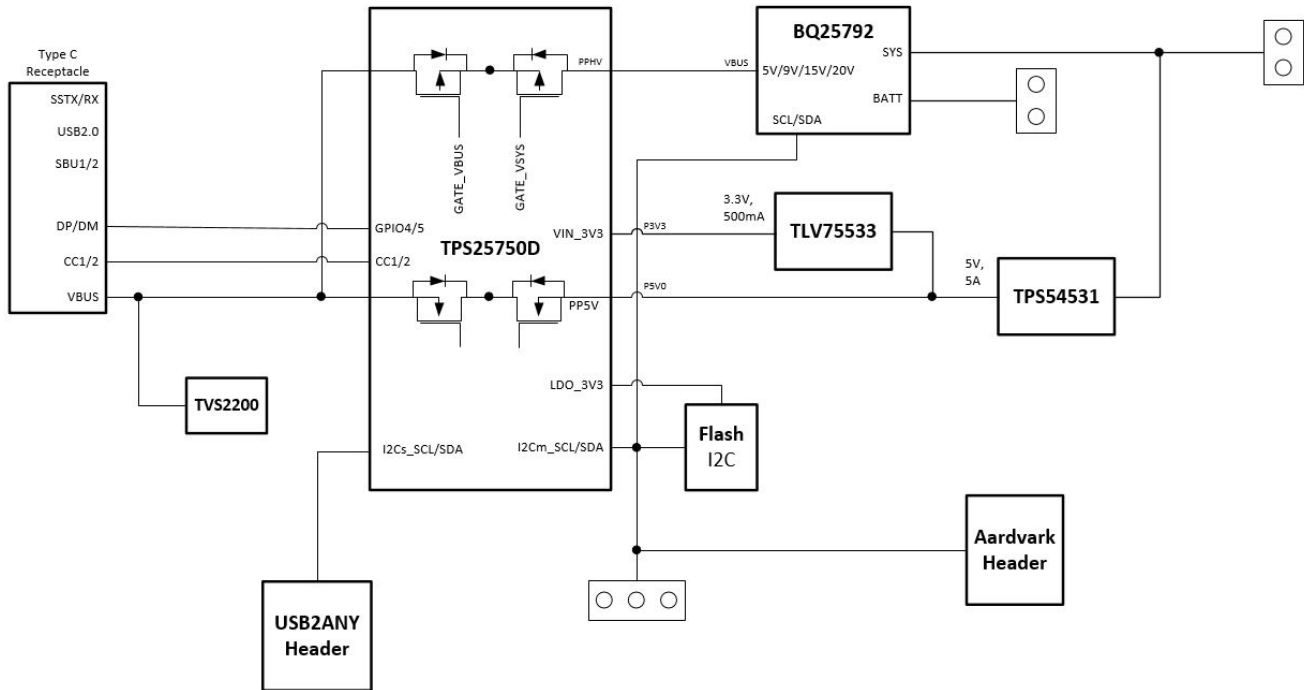 Type C
Receptacle
SSTX/RX
USB2.0
SBU1/2
DP/DM
CC1/2
VBUS
TVS2200
PPHV
GATE_VBUS
GATE_VSYS
GPIO4/5
TPS25750D
VIN_3V3
CC1/2
PP5V
LDO_3V3
I2Cs_SCL/SDA
I2Cm_SCL/SDA
VBUS
BQ25792
SYS
5V/9V/15V/20V
BATT
SCL/SDA
3.3V,
500mA
P3V3
TLV75533
P5V0
5V,
5A
TPS54531
Flash
I2C
Aardvark
Header
USB2ANY
Header